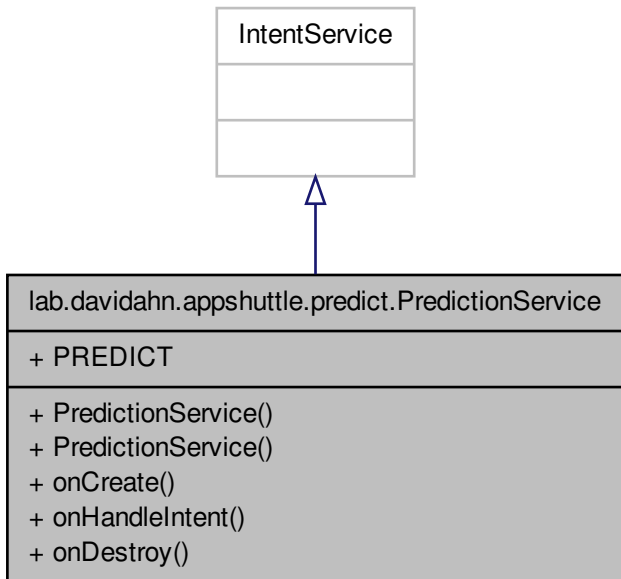 IntentService
lab.davidahn.appshuttle.predict.PredictionService
+ PREDICT
+ PredictionService()
+ PredictionService()
+ onCreate()
+ onHandleIntent()
+ onDestroy()